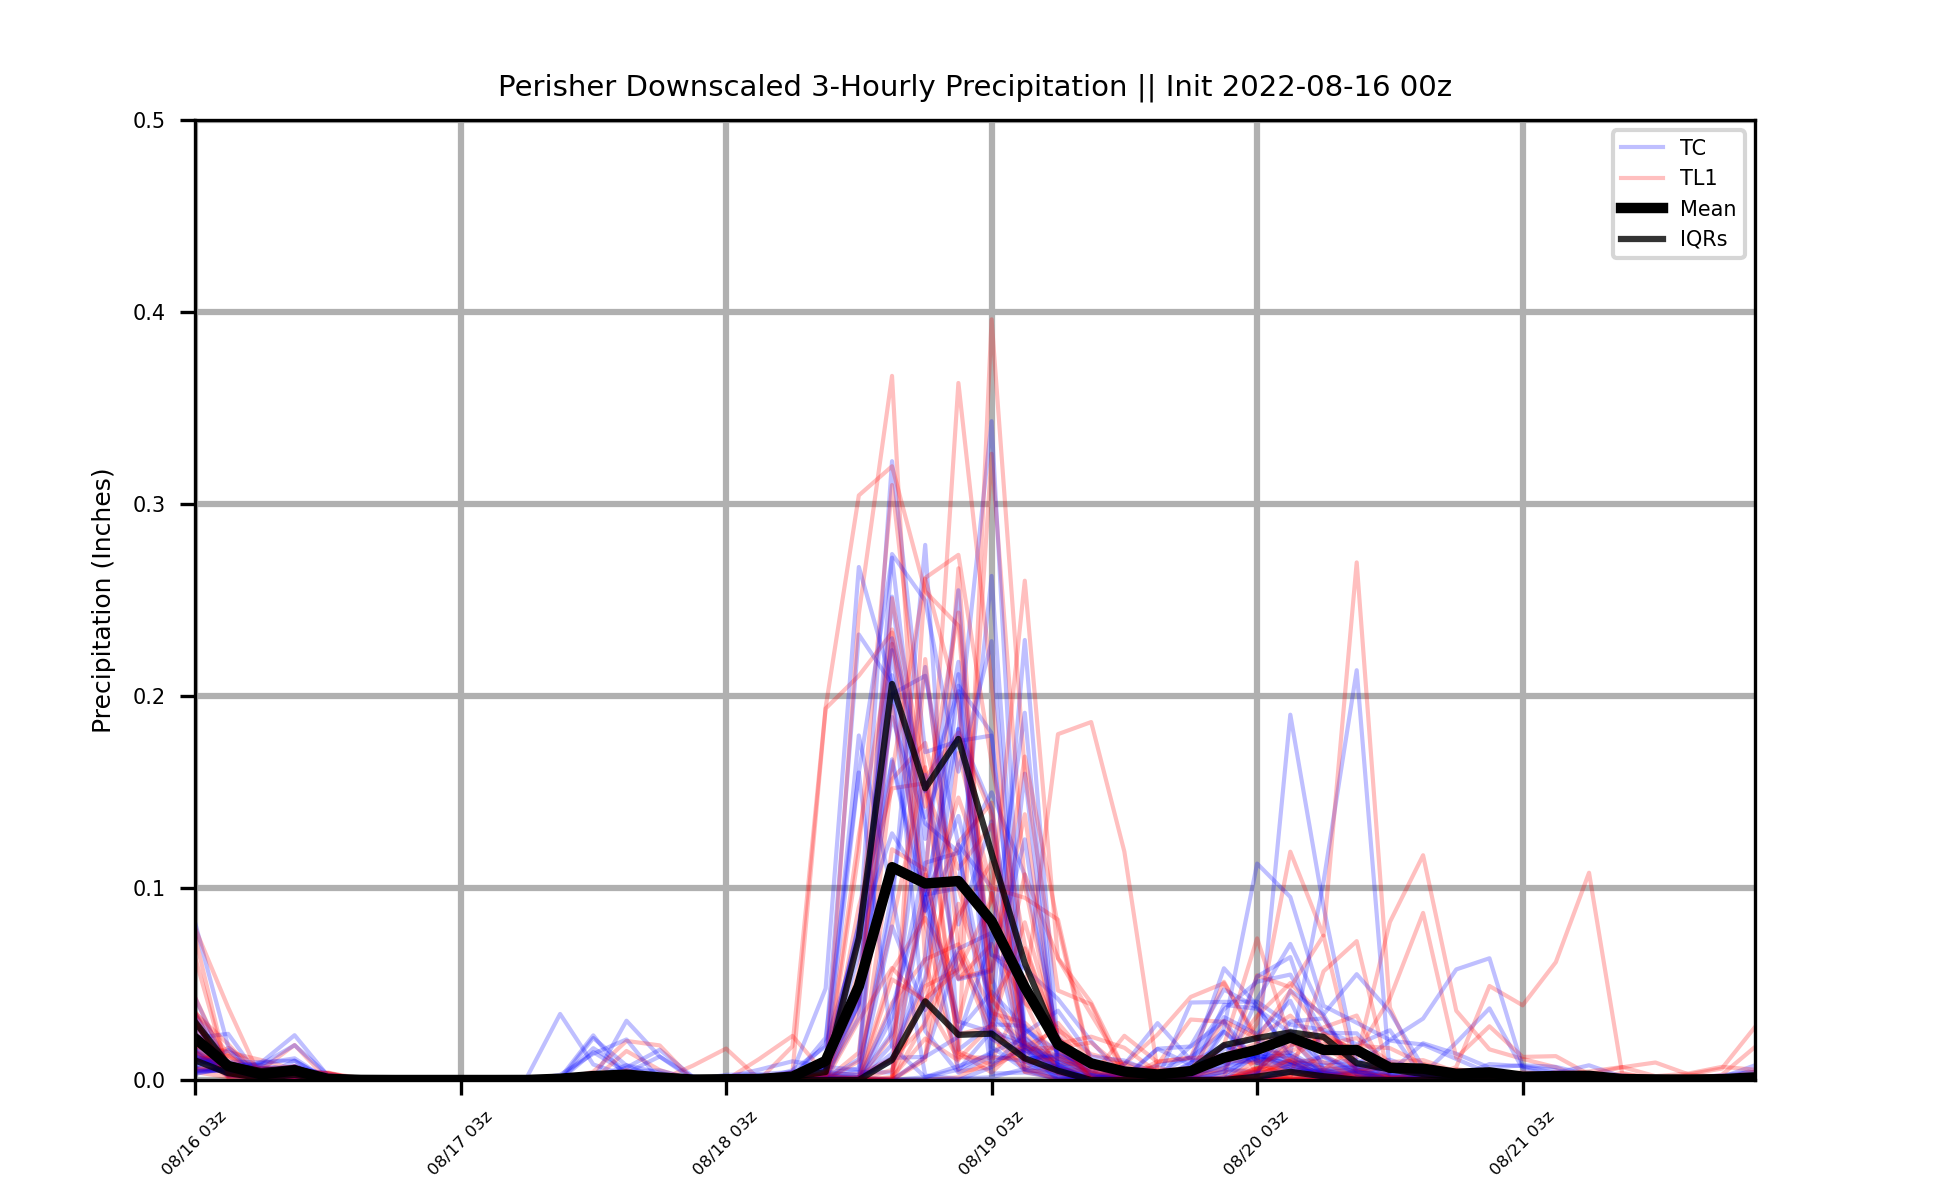 Perisher Downscaled 3-Hourly Precipitation || Init 2022-08-16 00z
TC
TL1
Mean
IQRs
Precipitation (Inches)
0.5
0.4
0.3
0.2
0.1
0.0
08/16 03z
08/17 03z
08/18 03z
08/19 03z
08/20 03z
08/21 03z